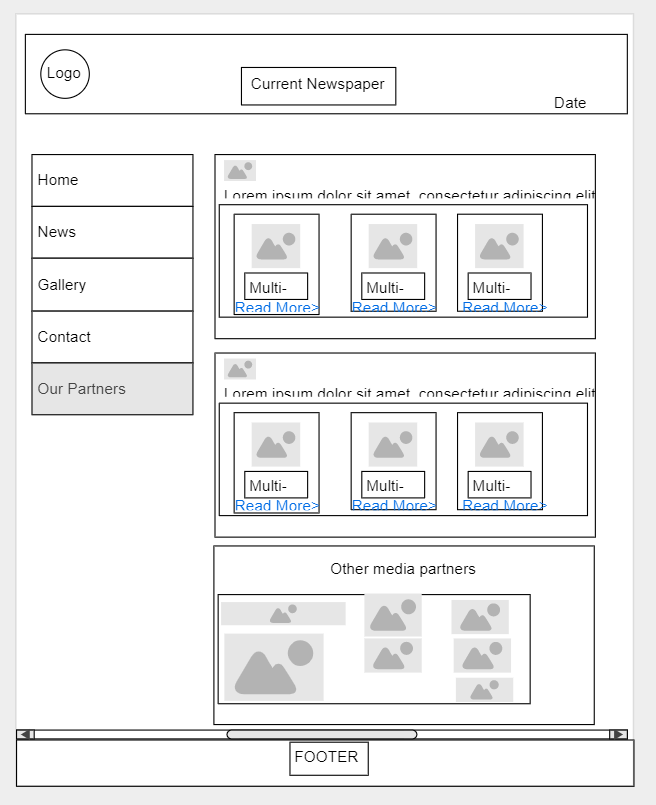 Logo
Current Newspaper
Date
Home
News
Gallery
Contact
Our Partners
Lorem ipsum dolor sit amet, consectetur adipiscing elit
Multi- Multi- Multi-
Read More> Read More> Read More>
Lorem ipsum dolor sit amet, consectetur adipiscing elit
Multi- Multi- Multi-
Read More> Read More> Read More>
Other media partners
FOOTER